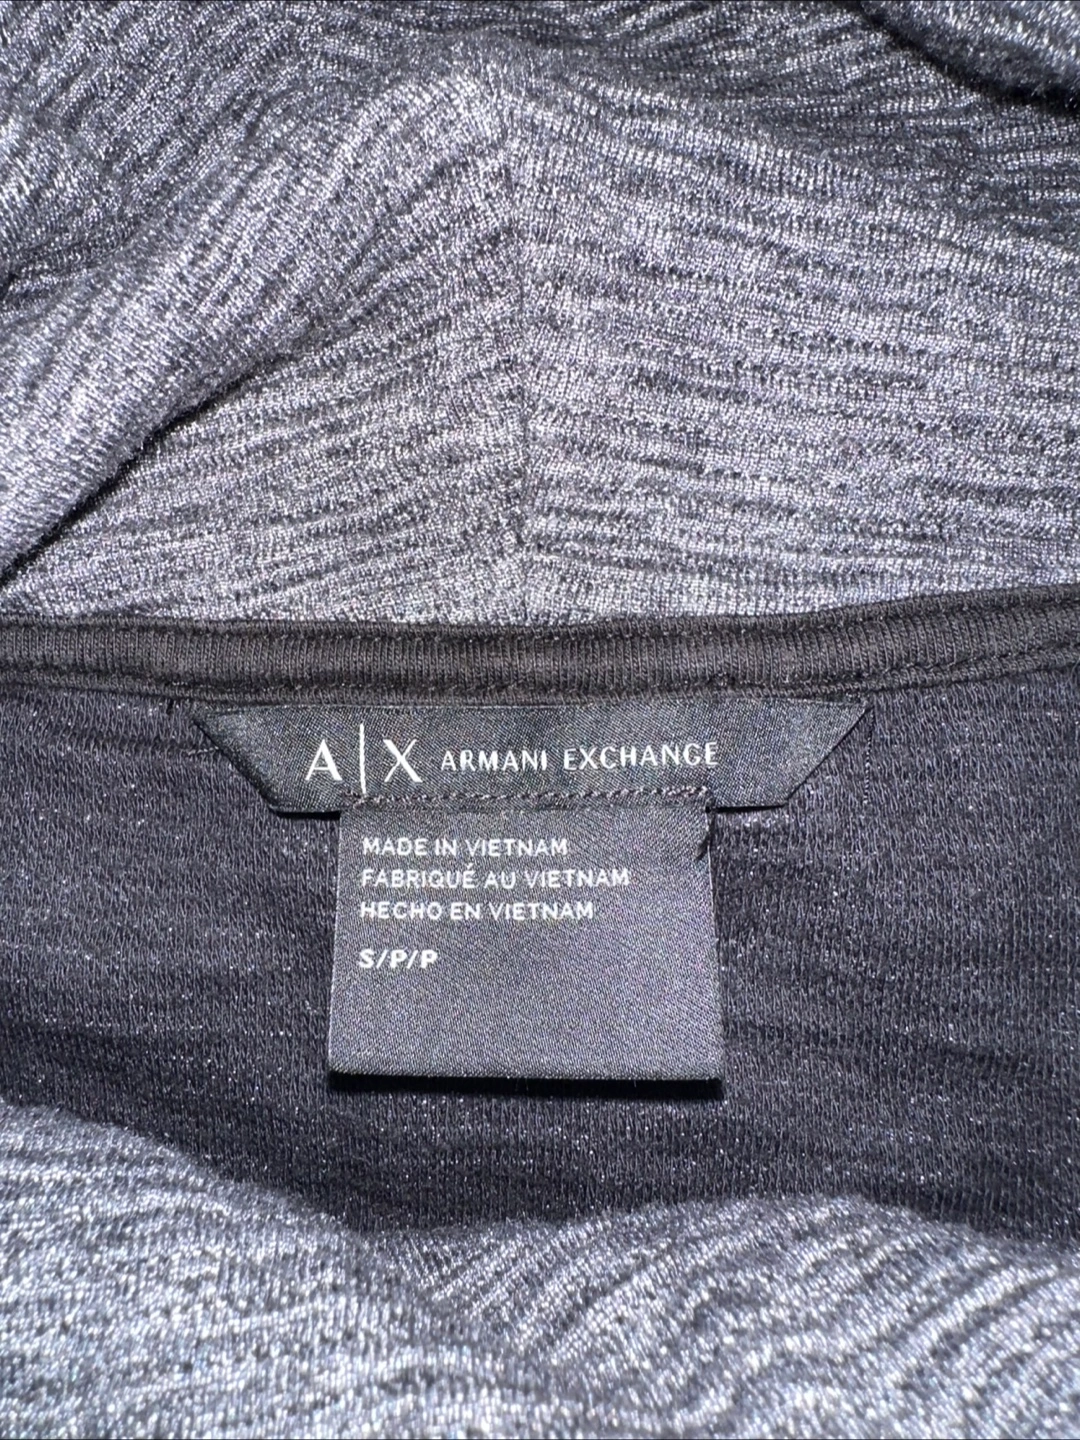 A|X ARMANI EXCHANGE
MADE IN VIETNAM
FABRIQUÉ AU VIETNAM
HECHO EN VIETNAM
S/P/P